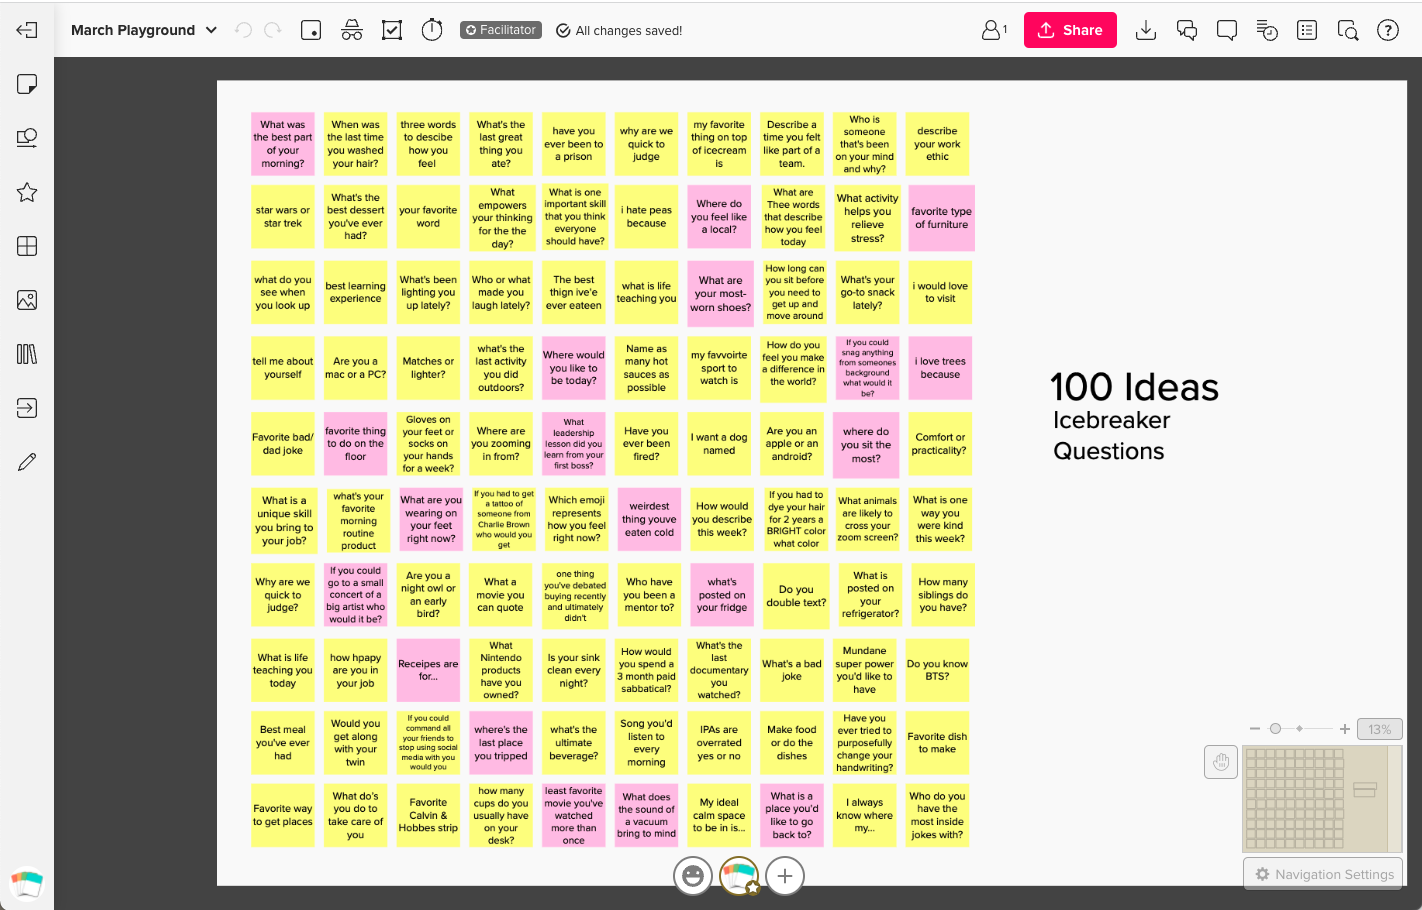 March Playground
Facilitator
All changes saved!
1
Share
What was
the best part
of your
morning?
When was
the last time
you washed
your hair?
three words
to descibe
how you
feel
What's the
last great
thing you
ate?
have you
ever been to
a prison
why are we
quick to
judge
my favorite
thing on top
of icecream
is
Describe a
time you felt
like part of a
team.
Who is
someone
that's been
on your mind
and why?
describe
your work
ethic
star wars or
star trek
What's the
best dessert
you've ever
had?
your favorite
word
What
empowers
your thinking
for the the
day?
What is one
important skill
that you think
everyone
should have?
i hate peas
because
Where do
you feel like
a local?
What are
Thee words
that describe
how you feel
today
What activity
helps you
relieve
stress?
favorite type
of furniture
what do you
see when
you look up
best learning
experience
What's been
lighting you
up lately?
Who or what
made you
laugh lately?
The best
thign ive'e
ever eateen
what is life
teaching you
What are
your most-
worn shoes?
How long can
you sit before
you need to
get up and
move around
What's your
go-to snack
lately?
i would love
to visit
tell me about
yourself
Are you a
mac or a PC?
Matches or
lighter?
what's the
last activity
you did
outdoors?
Where would
you like to
be today?
Name as
many hot
sauces as
possible
my favvoirte
sport to
watch is
How do you
feel you make
a difference in
the world?
If you could
snag anything
from someones
background
what would it
be?
i love trees
because
Favorite bad/
dad joke
favorite thing
to do on the
floor
Gloves on
your feet or
socks on
your hands
for a week?
Where are
you zooming
in from?
What
leadership
lesson did you
learn from your
first boss?
Have you
ever been
fired?
I want a dog
named
Are you an
apple or an
android?
where do
you sit the
most?
Comfort or
practicality?
What is a
unique skill
you bring to
your job?
what's your
favorite
morning
routine
product
What are you
wearing on
your feet
right now?
If you had to get
a tattoo of
someone from
Charlie Brown
who would you
get
Which emoji
represents
how you feel
right now?
weirdest
thing youve
eaten cold
How would
you describe
this week?
If you had to
dye your hair
for 2 years a
BRIGHT color
what color
What animals
are likely to
cross your
zoom screen?
What is one
way you
were kind
this week?
Why are we
quick to
judge?
If you could
go to a small
concert of a
big artist who
would it be?
Are you a
night owl or
an early
bird?
What a
movie you
can quote
one thing
you've debated
buying recently
and ultimately
didn't
Who have
you been a
mentor to?
what's
posted on
your fridge
Do you
double text?
What is
posted on
your
refrigerator?
How many
siblings do
you have?
What is life
teaching you
today
how hpapy
are you in
your job
Receipes are
for...
What
Nintendo
products
have you
owned?
Is your sink
clean every
night?
How would
you spend a
3 month paid
sabbatical?
What's the
last
documentary
you
watched?
What's a bad
joke
Mundane
super power
you'd like to
have
Do you know
BTS?
Best meal
you've ever
had
Would you
get along
with your
twin
If you could
command all
your friends to
stop using social
media with you
would you
where's the
last place
you tripped
what's the
ultimate
beverage?
Song you'd
listen to
every
morning
IPAs are
overrated
yes or no
Make food
or do the
dishes
Have you
ever tried to
purposefully
change your
handwriting?
Favorite dish
to make
Favorite way
to get places
What do's
you do to
take care of
you
Favorite
Calvin &
Hobbes strip
how many
cups do you
usually have
on your
desk?
least favorite
movie you've
watched
more than
once
What does
the sound of
a vacuum
bring to mind
My ideal
calm space
to be in is...
What is a
place you'd
like to go
back to?
I always
know where
my...
Who do you
have the
most inside
jokes with?
100 Ideas
Icebreaker
Questions
13%
Navigation Settings